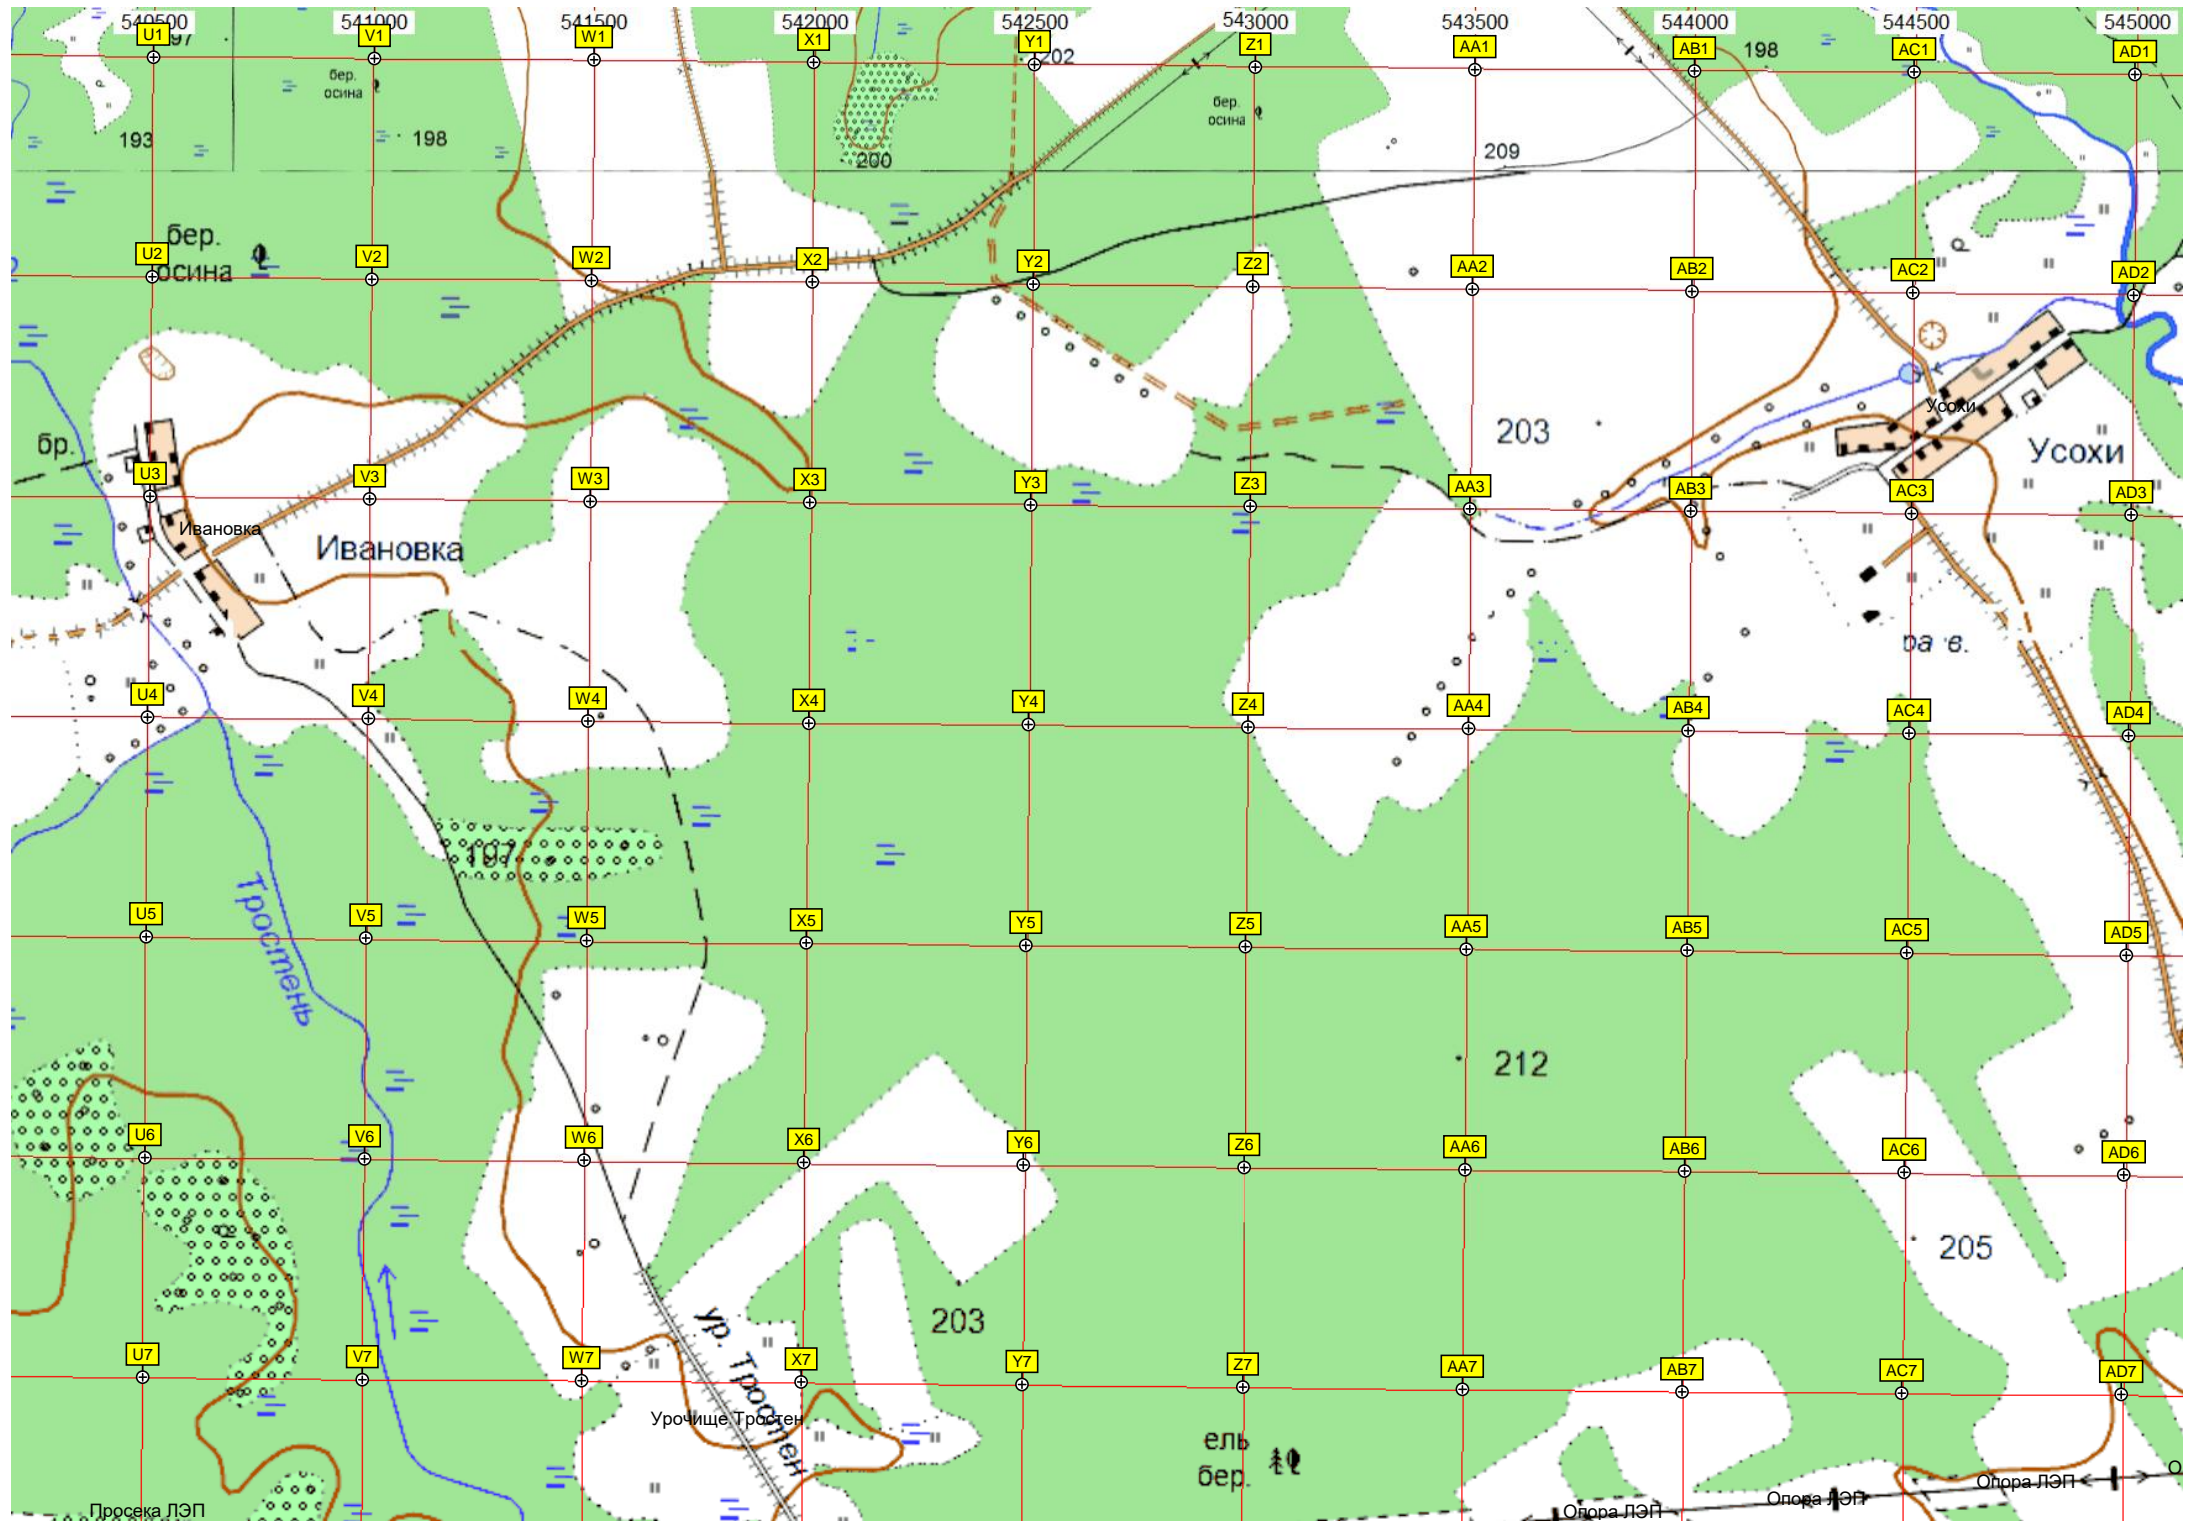 540500 541000 541500 542000 542500 543000 543500 544000 544500 545000
U1 V1 W1 X1 Y1 Z1 AA1 AB1 AC1 AD1
97 202 198
бер.
осина
бер.
осина
193 198 200 209
бер.
осина
U2 V2 W2 X2 Y2 Z2 AA2 AB2 AC2 AD2
р
Усохи
203
Усохи
бр.
U3 V3 W3 X3 Y3 Z3 AA3 AB3 AC3 AD3
Ивановка
Ивановка
ра в.
U4 V4 W4 X4 Y4 Z4 AA4 AB4 AC4 AD4
197
Тростень
U5 V5 W5 X5 Y5 Z5 AA5 AB5 AC5 AD5
212
U6 V6 W6 X6 Y6 Z6 AA6 AB6 AC6 AD6
205
203
ур. Тростен
U7 V7 W7 X7 Y7 Z7 AA7 AB7 AC7 AD7
Урочище Тростен
ель
бер.
Опора ЛЭП
Опора ЛЭП
Опора ЛЭП
Просека ЛЭП